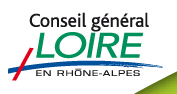 Conseil général
LOIRE
EN RHÔNE-ALPES